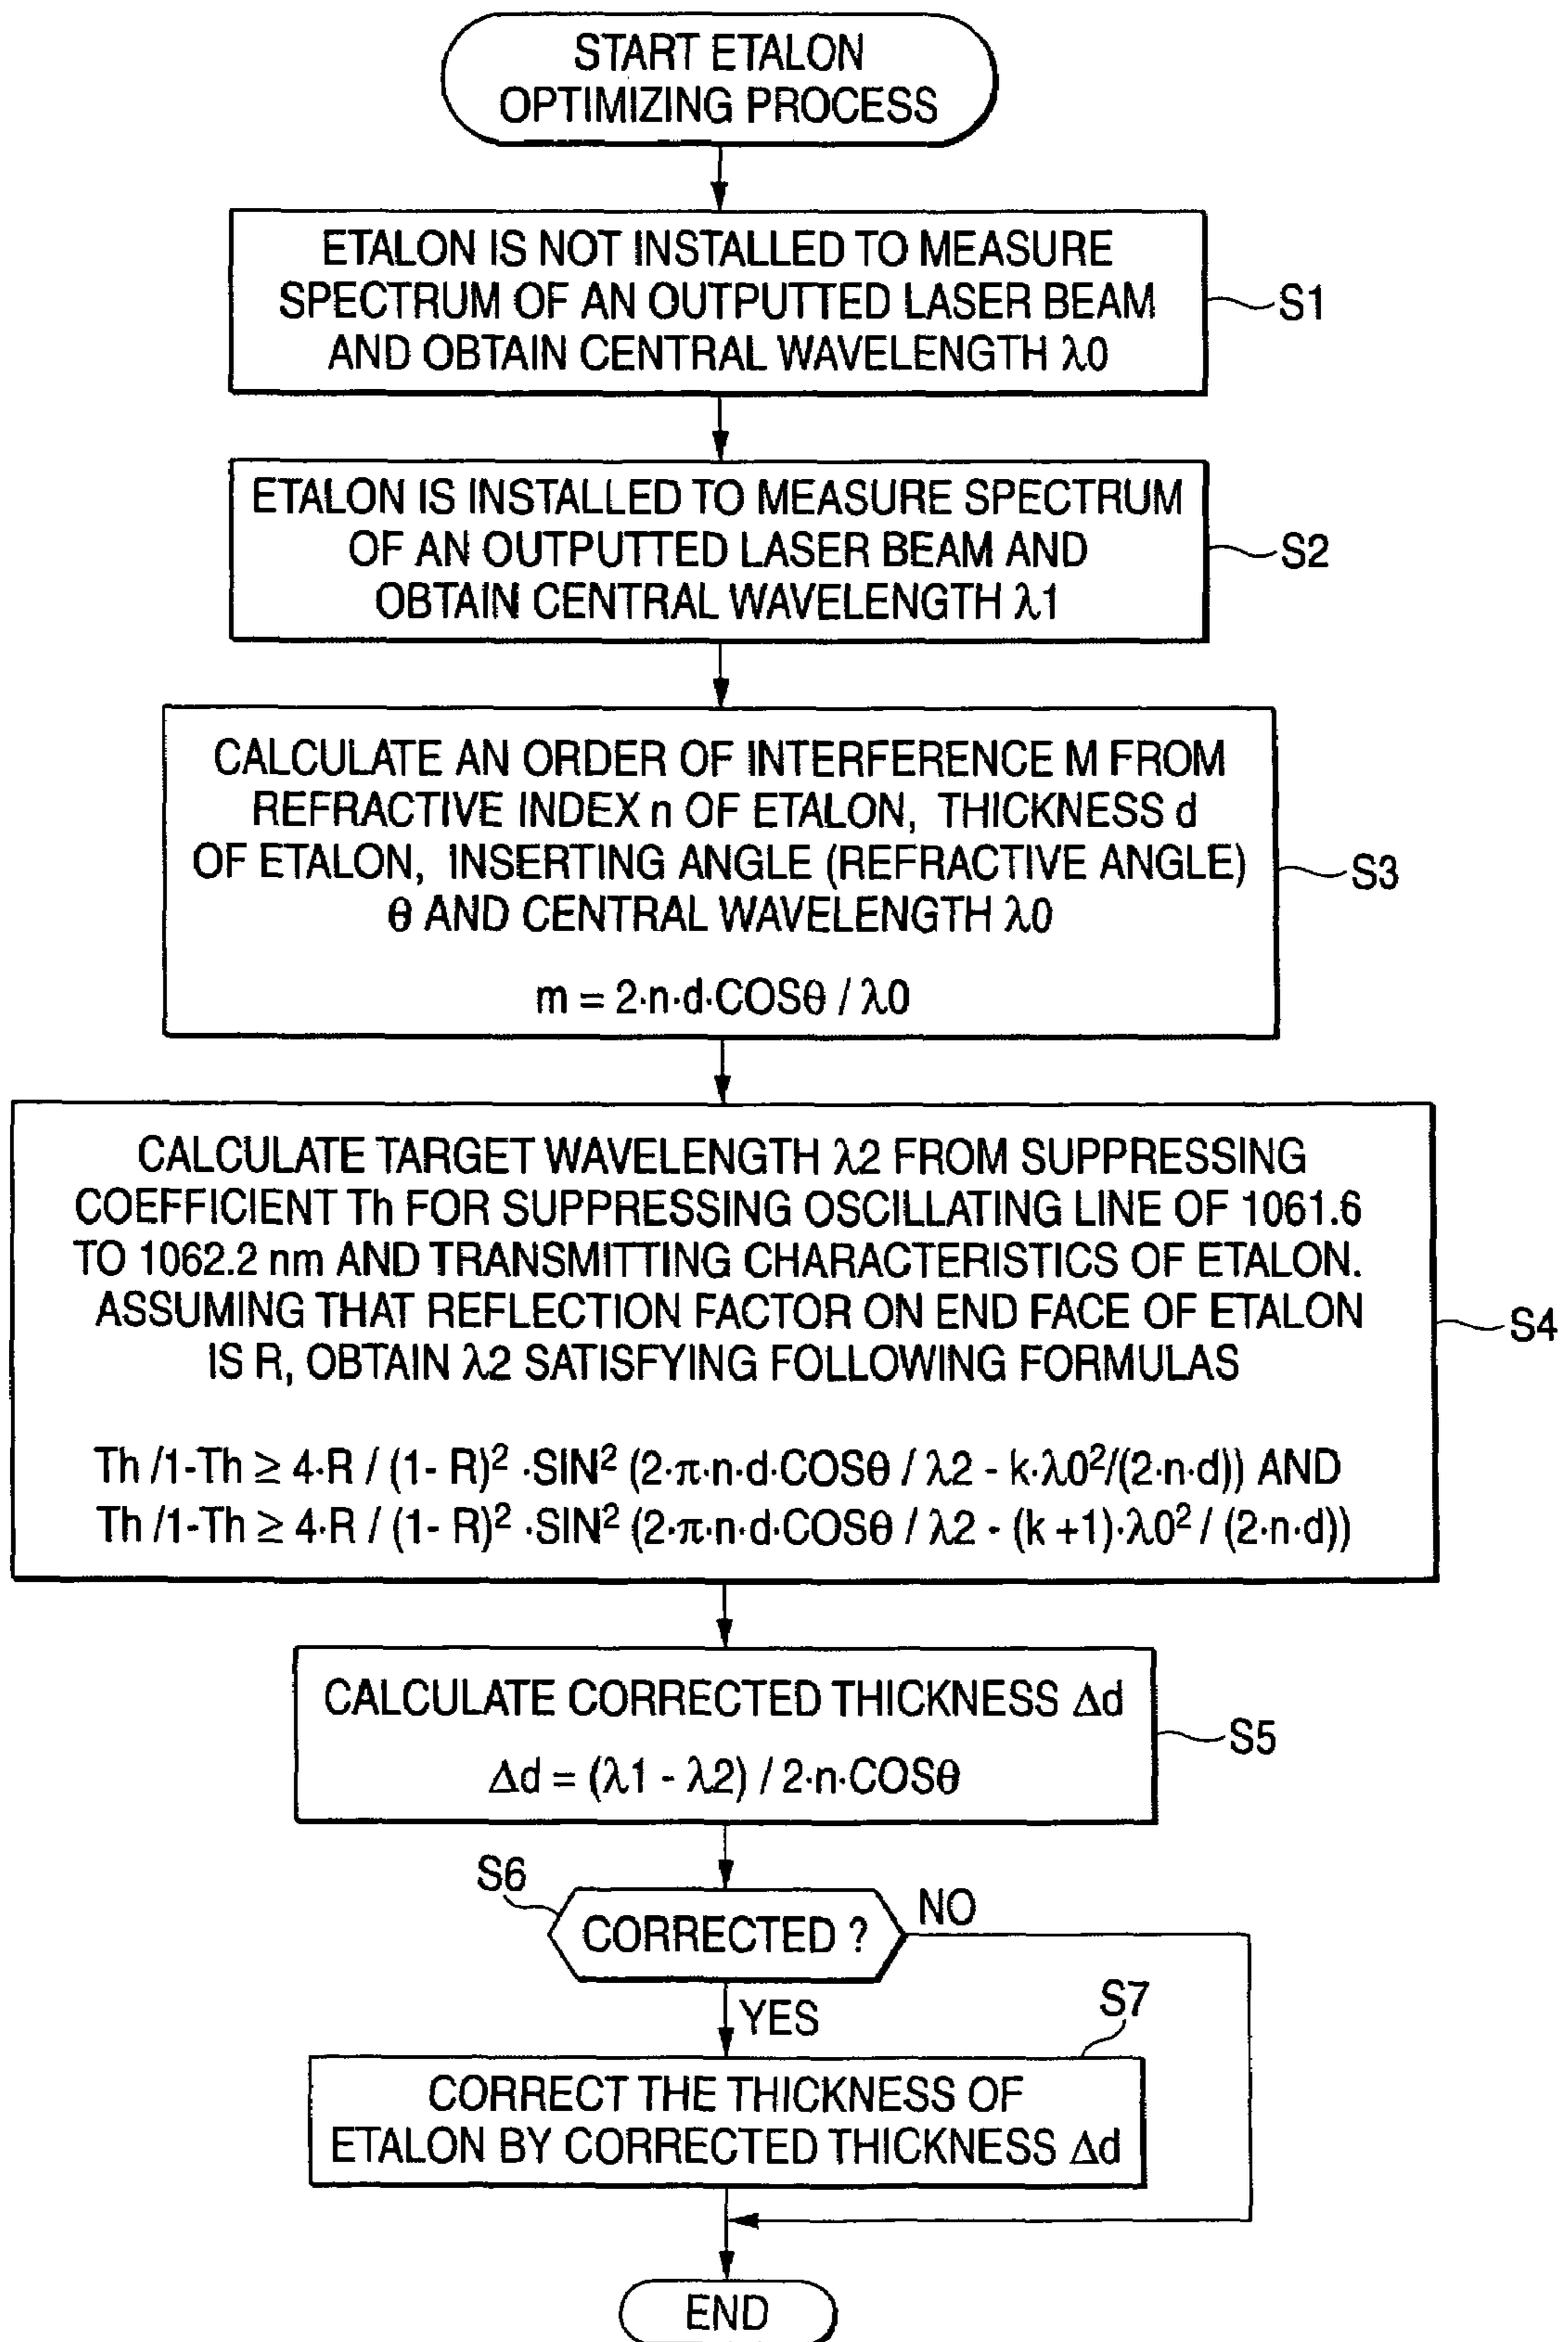 START ETALON
OPTIMIZING PROCESS
ETALON IS NOT INSTALLED TO MEASURE
SPECTRUM OF AN OUTPUTTED LASER BEAM
AND OBTAIN CENTRAL WAVELENGTH λ0
S1
ETALON IS INSTALLED TO MEASURE SPECTRUM
OF AN OUTPUTTED LASER BEAM AND
OBTAIN CENTRAL WAVELENGTH λ1
S2
CALCULATE AN ORDER OF INTERFERENCE M FROM
REFRACTIVE INDEX n OF ETALON, THICKNESS d
OF ETALON, INSERTING ANGLE (REFRACTIVE ANGLE)
θ AND CENTRAL WAVELENGTH λ0
m = 2·n·d·COSθ / λ0
S3
CALCULATE TARGET WAVELENGTH λ2 FROM SUPPRESSING
COEFFICIENT Th FOR SUPPRESSING OSCILLATING LINE OF 1061.6
TO 1062.2 nm AND TRANSMITTING CHARACTERISTICS OF ETALON.
ASSUMING THAT REFLECTION FACTOR ON END FACE OF ETALON
IS R, OBTAIN λ2 SATISFYING FOLLOWING FORMULAS
Th /1-Th ≥ 4·R / (1- R)² ·SIN² (2·π·n·d·COSθ / λ2 - k·λ0²/(2·n·d)) AND
Th /1-Th ≥ 4·R / (1- R)² ·SIN² (2·π·n·d·COSθ / λ2 - (k +1)·λ0² / (2·n·d))
S4
CALCULATE CORRECTED THICKNESS Δd
Δd = (λ1 - λ2) / 2·n·COSθ
S5
S6
CORRECTED ?
NO
YES
S7
CORRECT THE THICKNESS OF
ETALON BY CORRECTED THICKNESS Δd
END